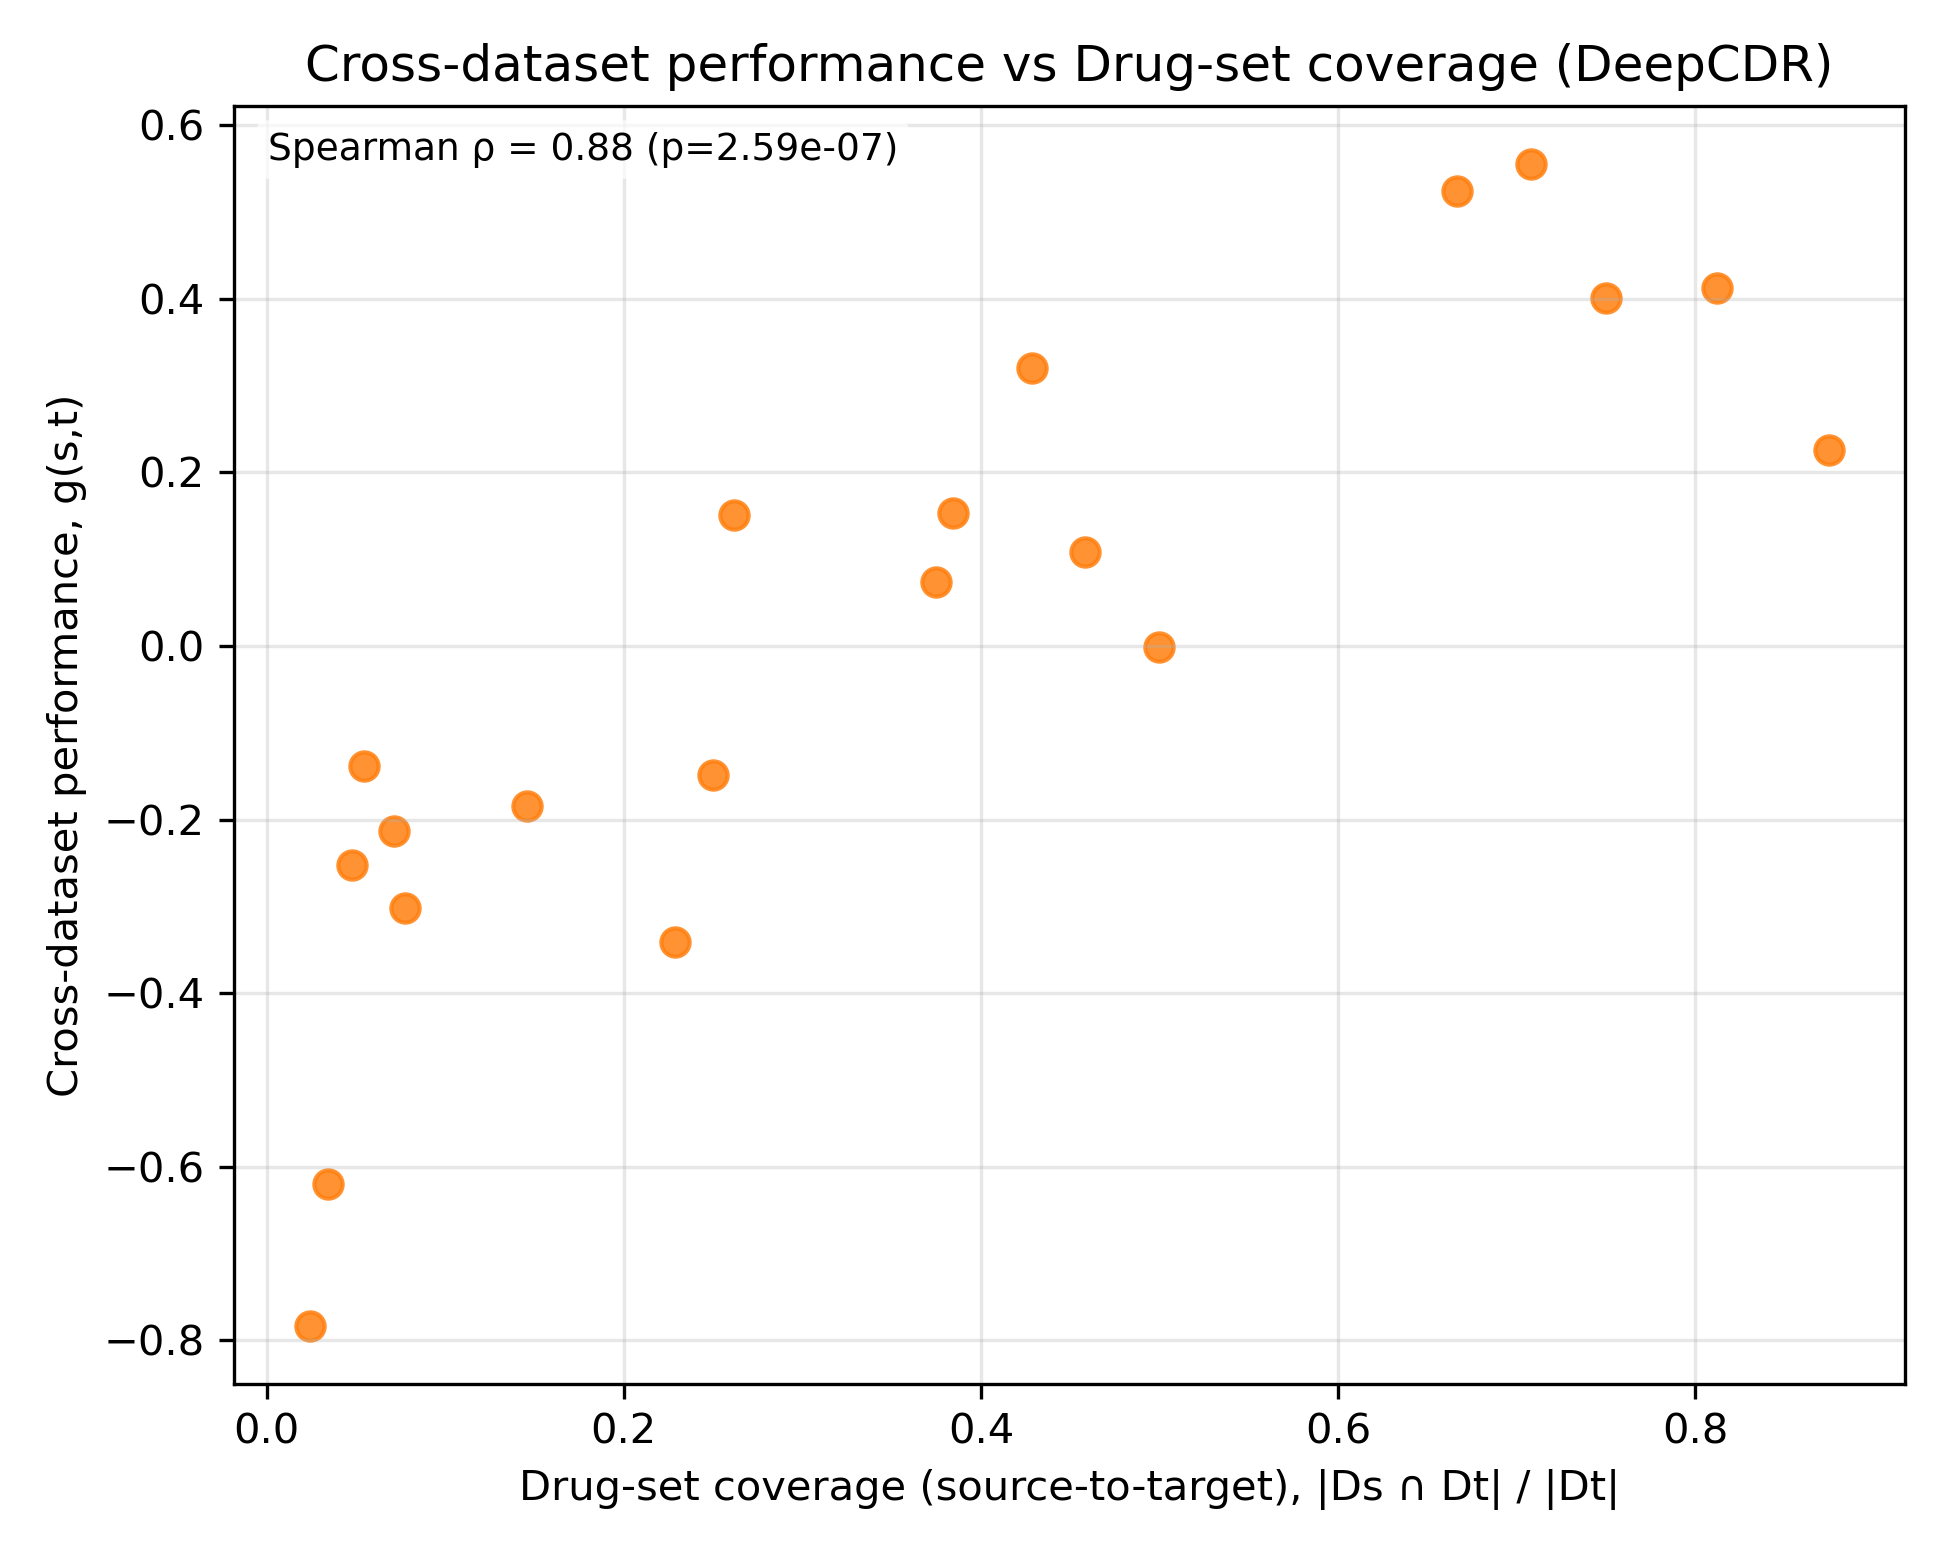 Cross-dataset performance vs Drug-set coverage (DeepCDR)
Spearman ρ = 0.88 (p=2.59e-07)
Cross-dataset performance, g(s,t)
0.6
0.4
0.2
0.0
−0.2
−0.4
−0.6
−0.8
0.0 0.2 0.4 0.6 0.8
Drug-set coverage (source-to-target), |Ds ∩ Dt| / |Dt|